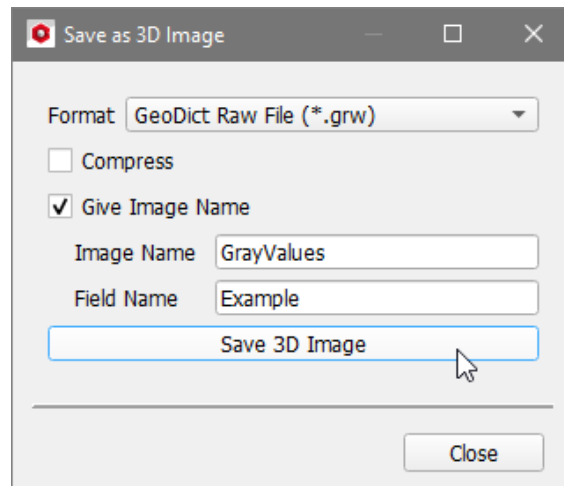 Save as 3D Image
Format GeoDict Raw File (*.grw)
Compress
Give Image Name
Image Name GrayValues
Field Name Example
Save 3D Image
Close